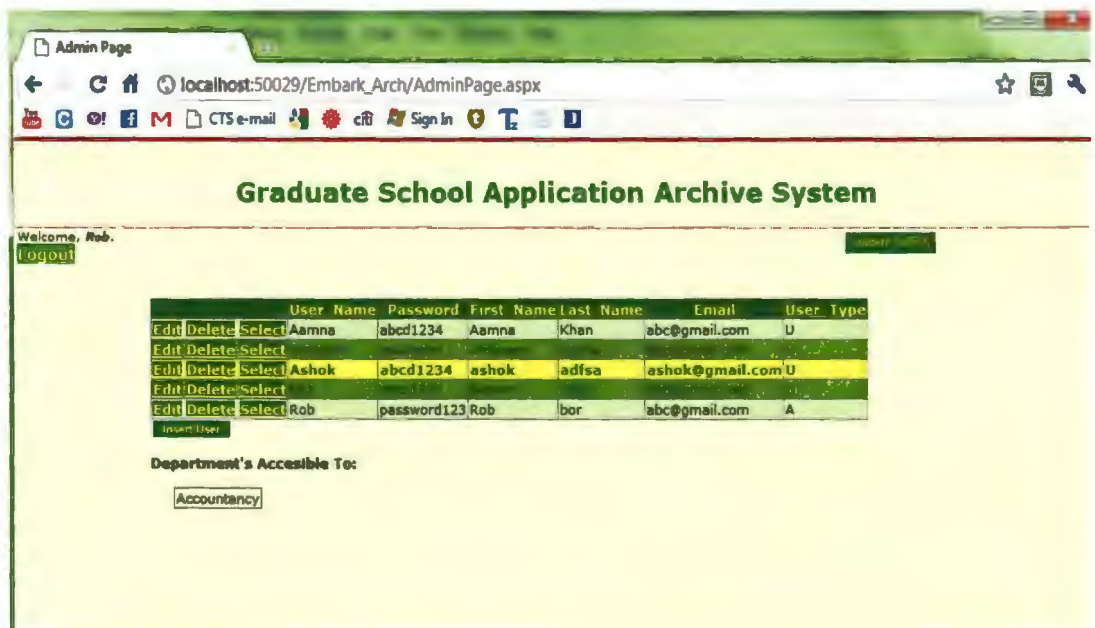 Admin Page
localhost:50029/Embark_Arch/AdminPage.aspx
CTS e-mail citi Sign In
Graduate School Application Archive System
Welcome, Rob.
Logout
User Name Password First Name Last Name Email User Type
Edit Delete Select Aamna abcd1234 Aamna Khan abc@gmail.com U
Edit Delete Select
Edit Delete Select Ashok abcd1234 ashok adfsa ashok@gmail.com U
Edit Delete Select
Edit Delete Select Rob password123 Rob bor abc@gmail.com A
Insert User
Department's Accesible To:
Accountancy